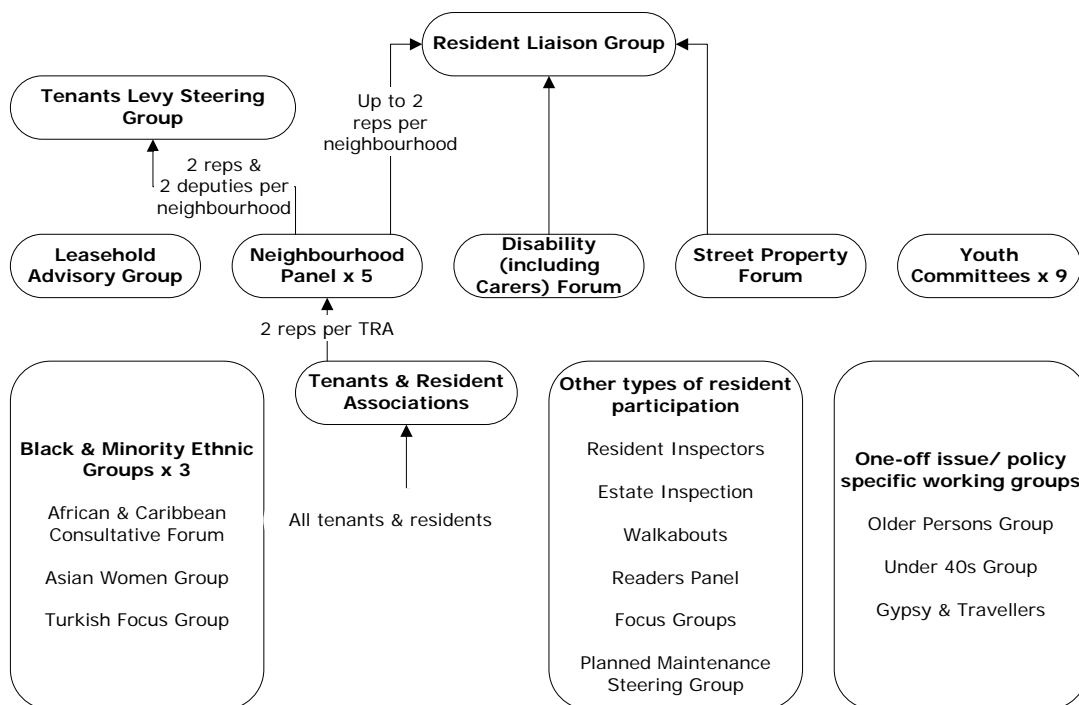 Resident Liaison Group
Tenants Levy Steering
Group
Up to 2
reps per
neighbourhood
2 reps &
2 deputies per
neighbourhood
Leasehold
Advisory Group
Neighbourhood
Panel x 5
Disability
(including
Carers) Forum
Street Property
Forum
Youth
Committees x 9
2 reps per TRA
Tenants & Resident
Associations
All tenants & residents
Black & Minority Ethnic
Groups x 3
African & Caribbean
Consultative Forum
Asian Women Group
Turkish Focus Group
Other types of resident
participation
Resident Inspectors
Estate Inspection
Walkabouts
Readers Panel
Focus Groups
Planned Maintenance
Steering Group
One-off issue/ policy
specific working groups
Older Persons Group
Under 40s Group
Gypsy & Travellers